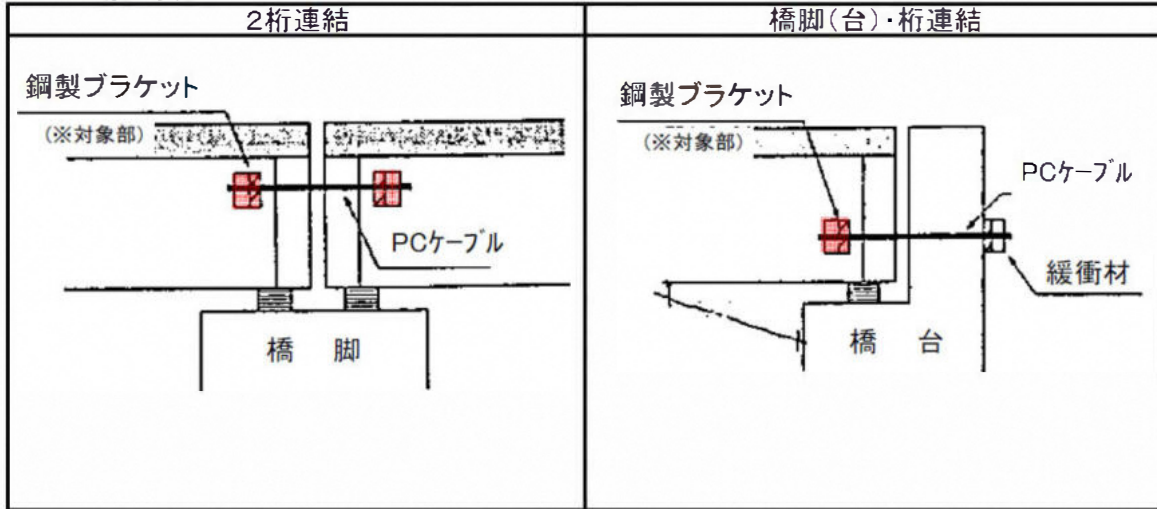 2桁連結
鋼製ブラケット
(※対象部)
PCケーブル
橋脚
橋脚(台)・桁連結
鋼製ブラケット
(※対象部)
PCケーブル
緩衝材
橋台